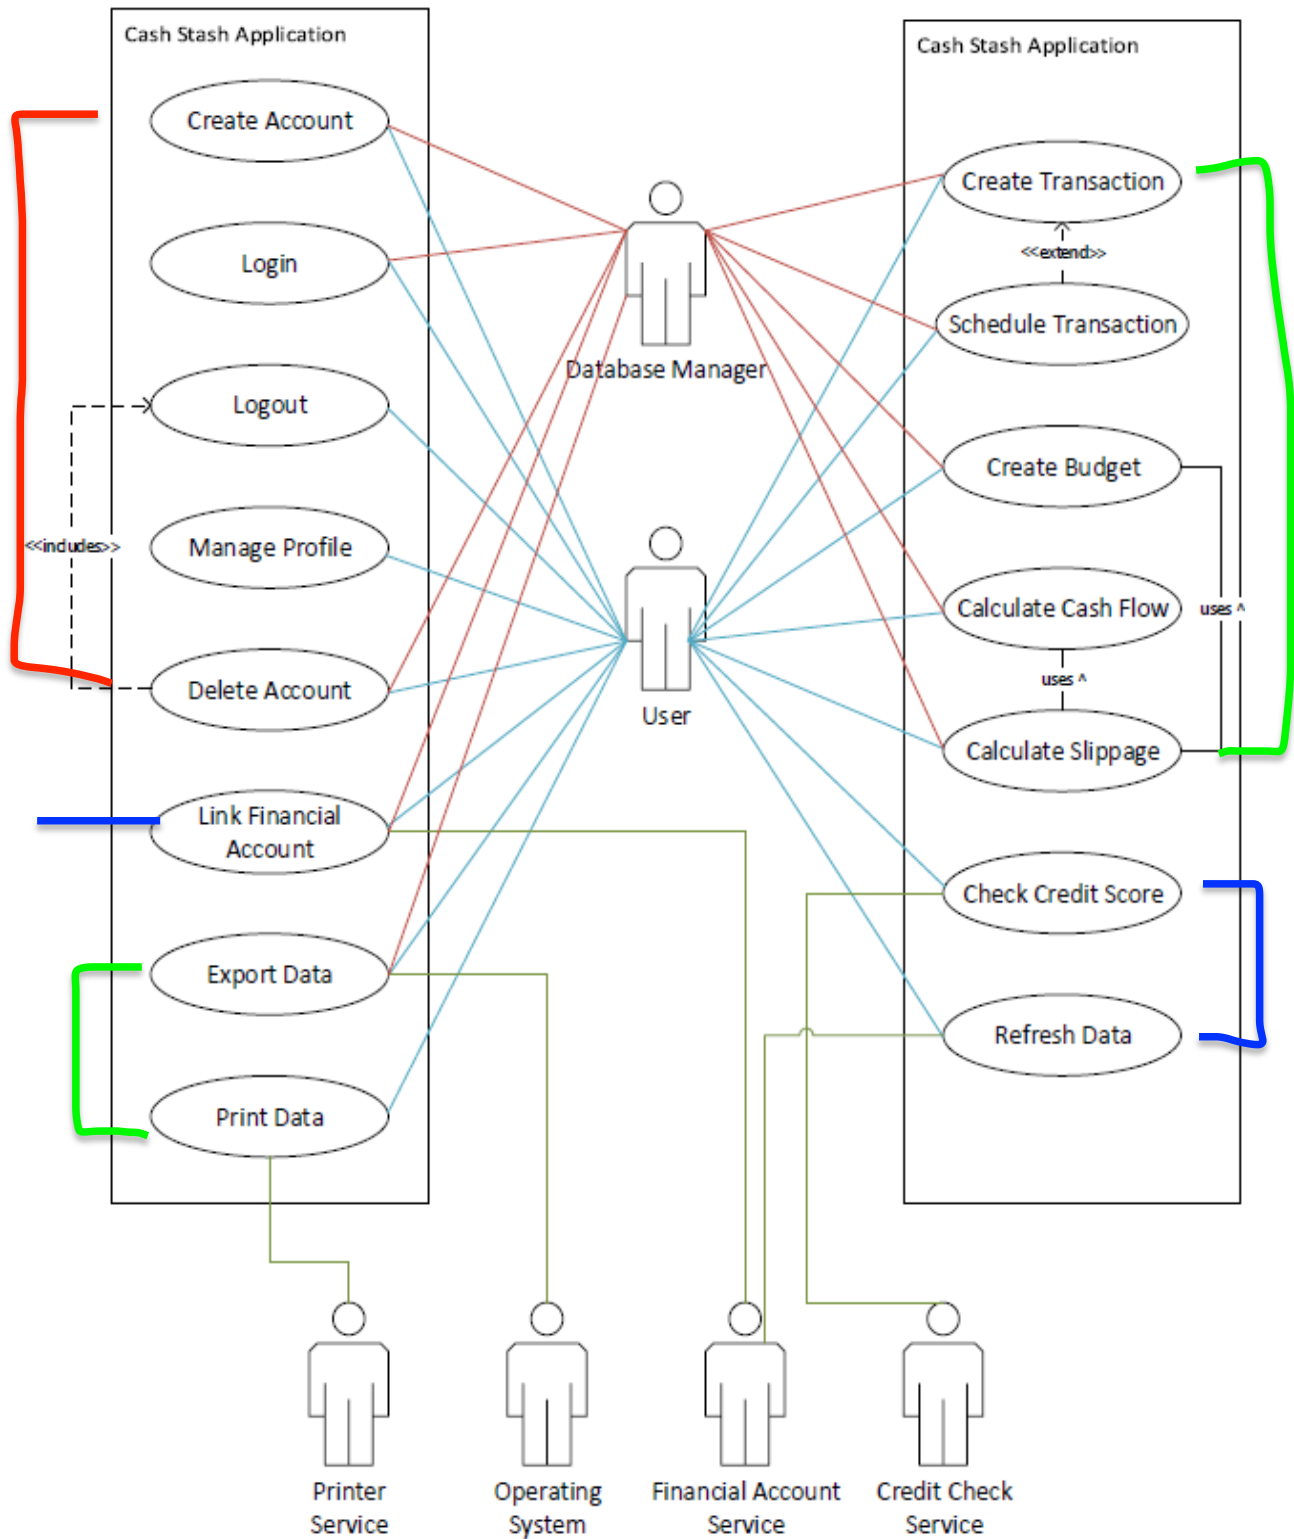 Cash Stash Application
Create Account
Login
Logout
<<includes>>
Manage Profile
Delete Account
Link Financial
Account
Export Data
Print Data
Database Manager
User
Cash Stash Application
Create Transaction
<<extend>>
Schedule Transaction
Create Budget
Calculate Cash Flow
uses ^
uses ^
Calculate Slippage
Check Credit Score
Refresh Data
Printer
Service
Operating
System
Financial Account
Service
Credit Check
Service